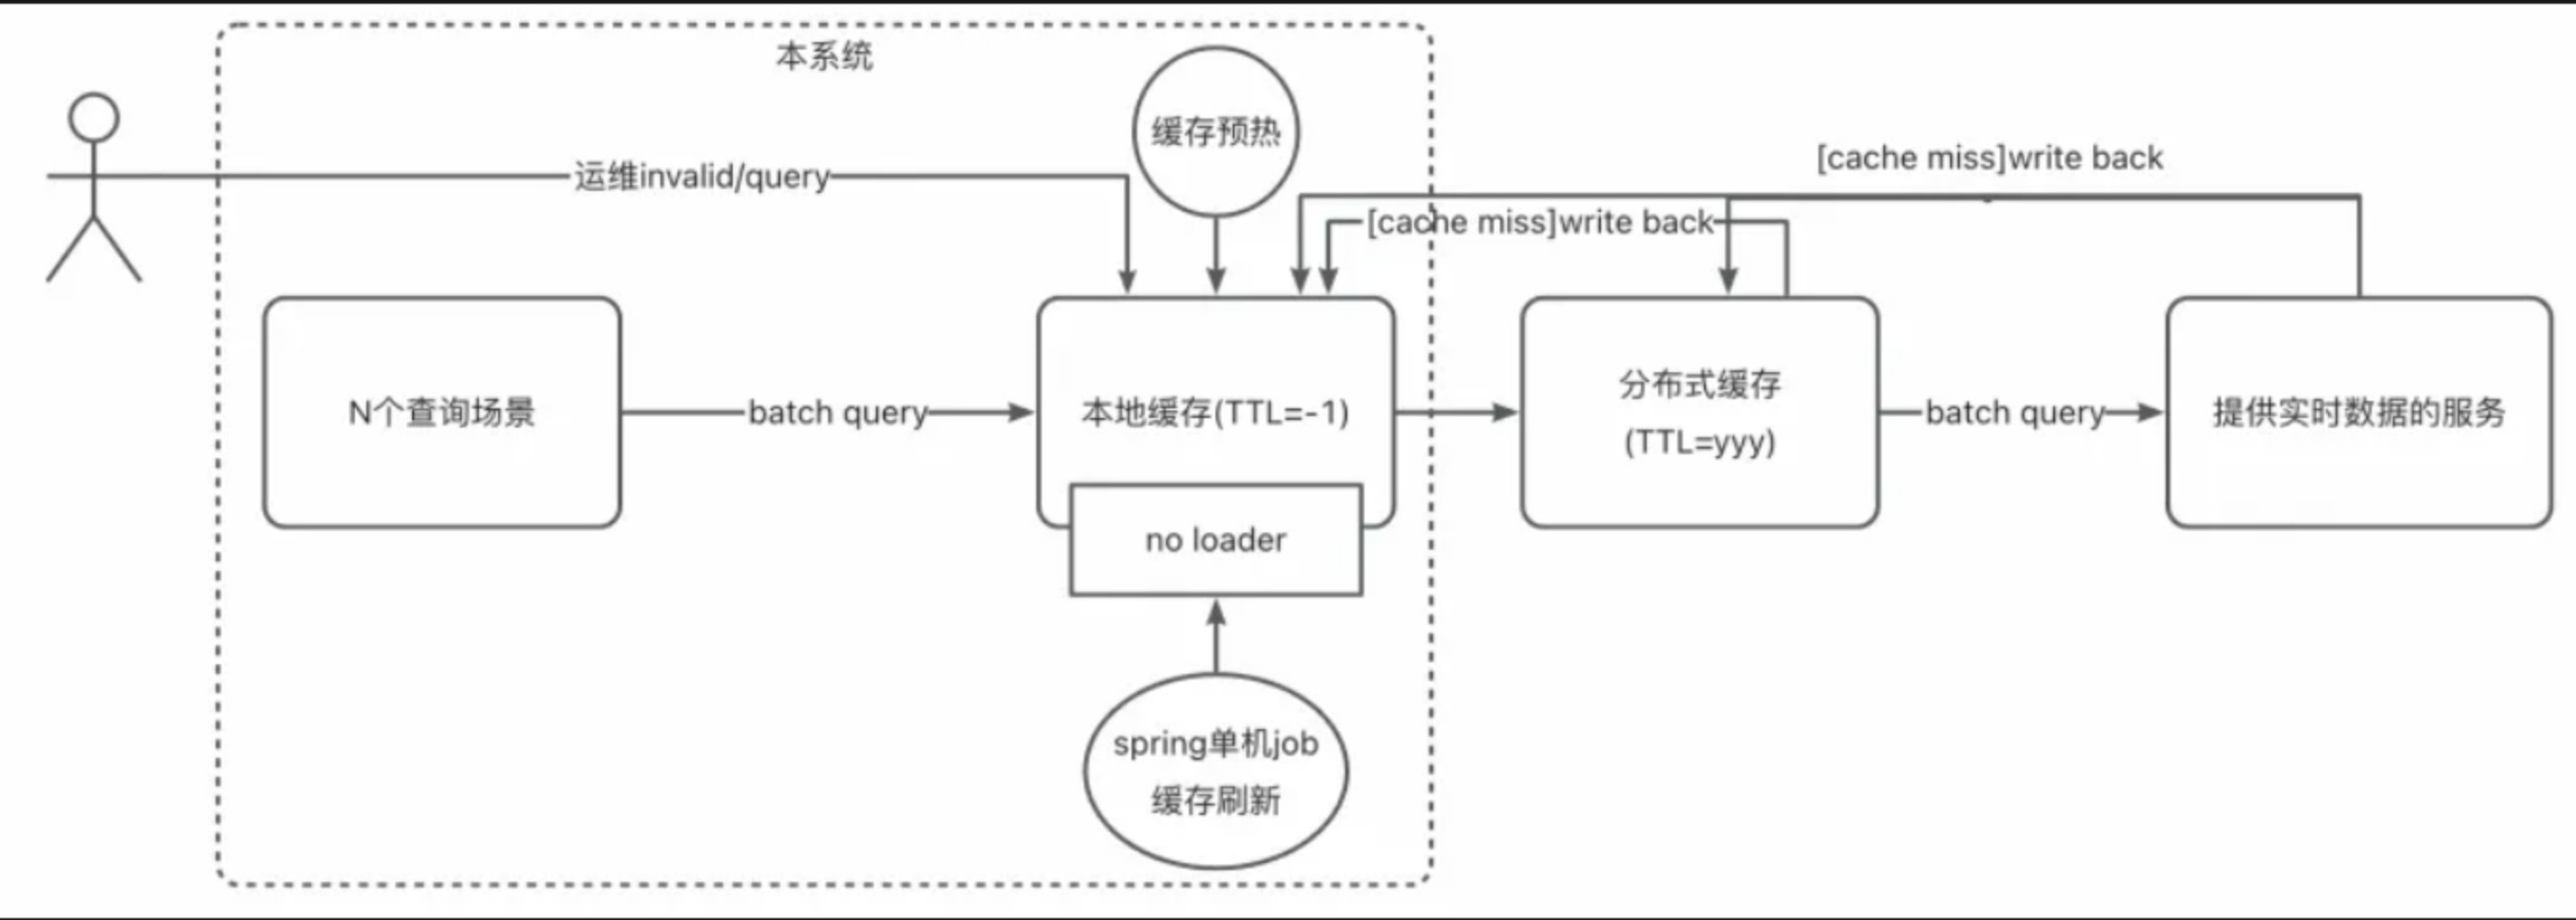 本系统
缓存预热
[cache miss]write back
运维invalid/query
[cache miss]write back
N个查询场景
batch query
本地缓存(TTL=-1)
分布式缓存
(TTL=yyy)
batch query
提供实时数据的服务
no loader
spring单机job
缓存刷新